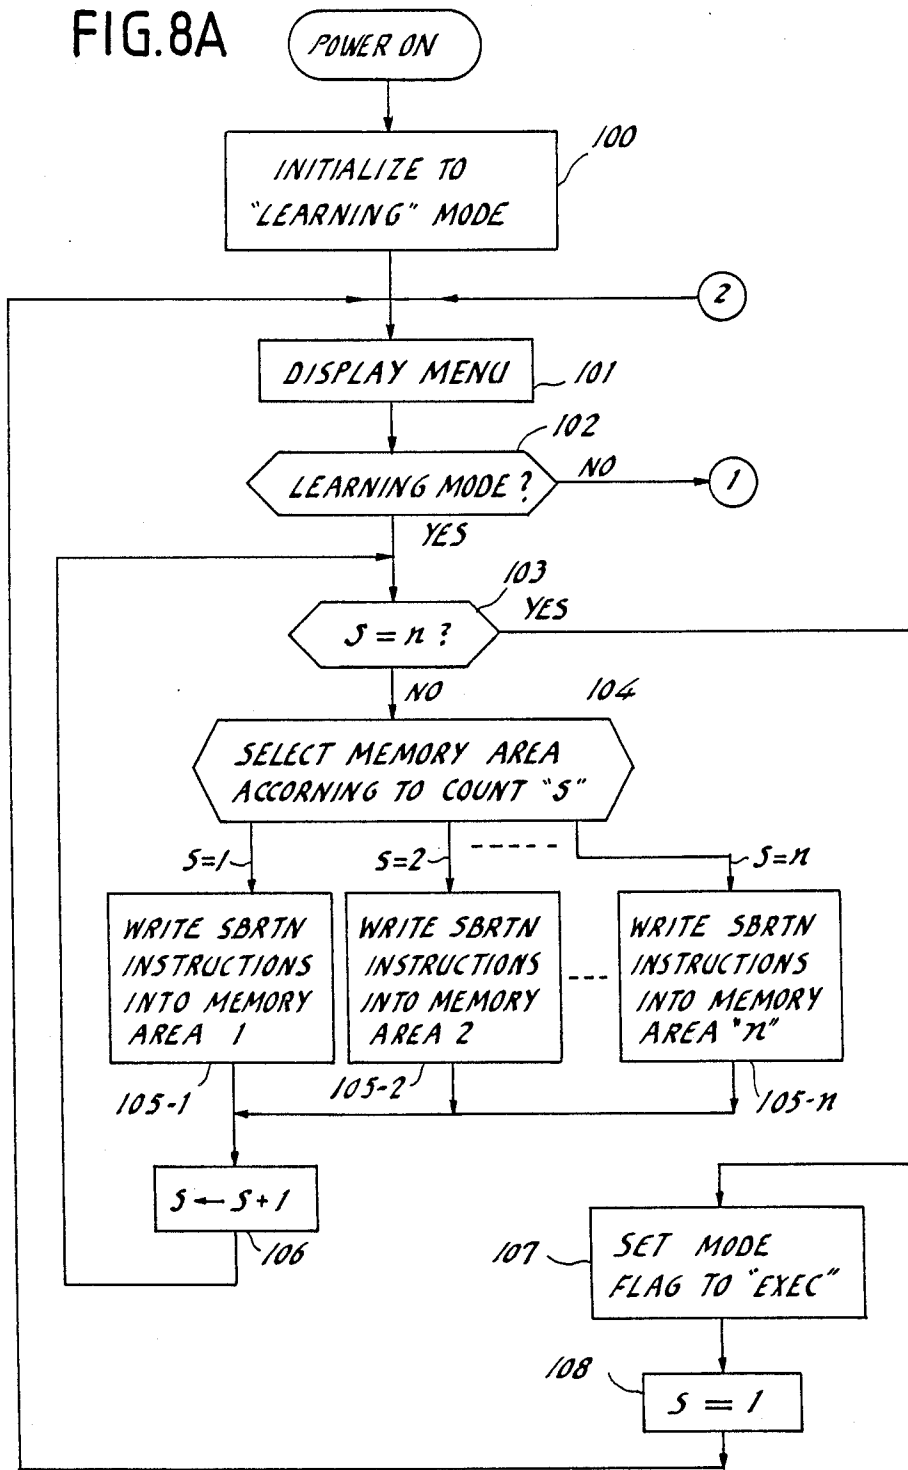 FIG.8A
POWER ON
100
INITIALIZE TO
"LEARNING" MODE
2
DISPLAY MENU
101
102
LEARNING MODE?
NO
1
YES
103
S = n ?
YES
NO
104
SELECT MEMORY AREA
ACCORNING TO COUNT "S"
S=1
S=2
S=n
WRITE SBRTN
INSTRUCTIONS
INTO MEMORY
AREA 1
WRITE SBRTN
INSTRUCTIONS
INTO MEMORY
AREA 2
WRITE SBRTN
INSTRUCTIONS
INTO MEMORY
AREA "n"
105-1
105-2
105-n
S ← S+1
106
107
SET MODE
FLAG TO "EXEC"
108
S = 1